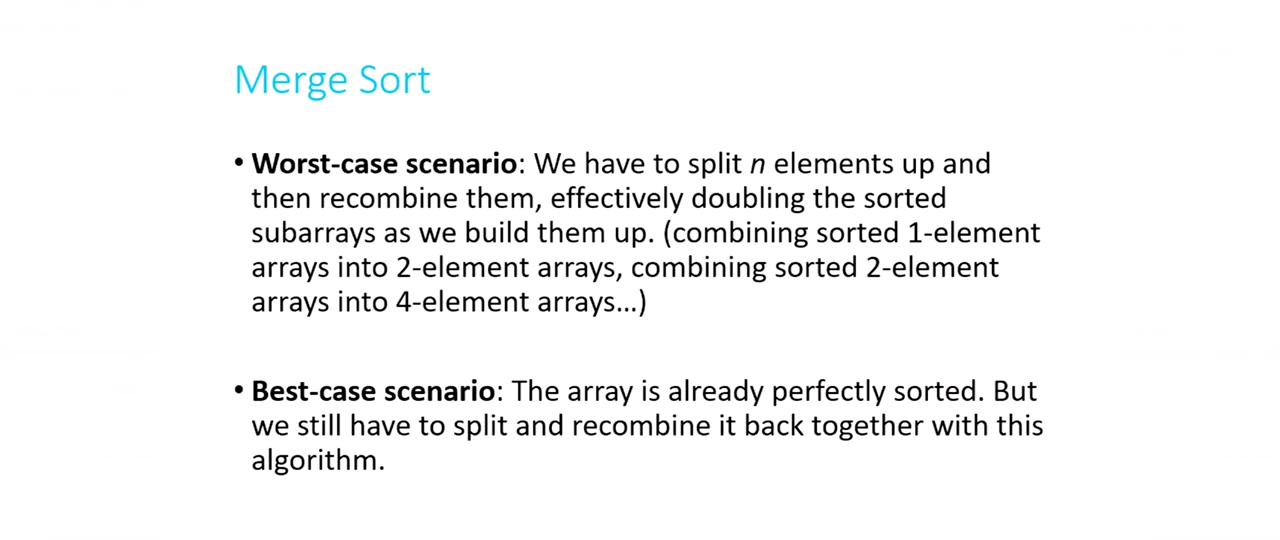 Merge Sort
• Worst-case scenario: We have to split n elements up and
then recombine them, effectively doubling the sorted
subarrays as we build them up. (combining sorted 1-element
arrays into 2-element arrays, combining sorted 2-element
arrays into 4-element arrays...)
• Best-case scenario: The array is already perfectly sorted. But
we still have to split and recombine it back together with this
algorithm.